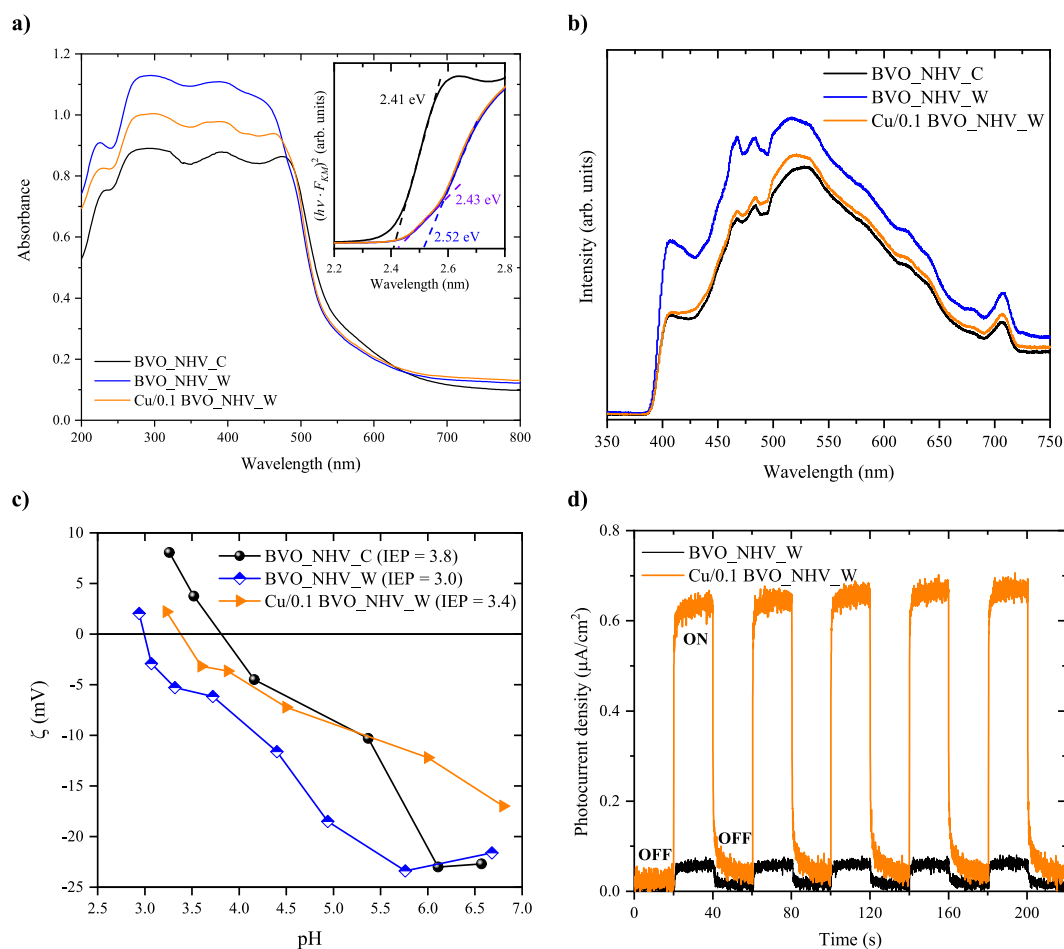 a)
1.2
1.0
0.8
0.6
0.4
0.2
0.0
Absorbance
200 300 400 500 600 700 800
Wavelength (nm)
BVO_NHV_C
BVO_NHV_W
Cu/0.1 BVO_NHV_W
(hν · F_KM)² (arb. units)
2.41 eV
2.43 eV
2.52 eV
2.2 2.4 2.6 2.8
Wavelength (nm)
b)
BVO_NHV_C
BVO_NHV_W
Cu/0.1 BVO_NHV_W
Intensity (arb. units)
350 400 450 500 550 600 650 700 750
Wavelength (nm)
c)
10
5
0
-5
-10
-15
-20
-25
ζ (mV)
BVO_NHV_C (IEP = 3.8)
BVO_NHV_W (IEP = 3.0)
Cu/0.1 BVO_NHV_W (IEP = 3.4)
2.5 3.0 3.5 4.0 4.5 5.0 5.5 6.0 6.5 7.0
pH
d)
0.8
0.6
0.4
0.2
0.0
Photocurrent density (μA/cm²)
BVO_NHV_W
Cu/0.1 BVO_NHV_W
ON
OFF
OFF
0 40 80 120 160 200
Time (s)